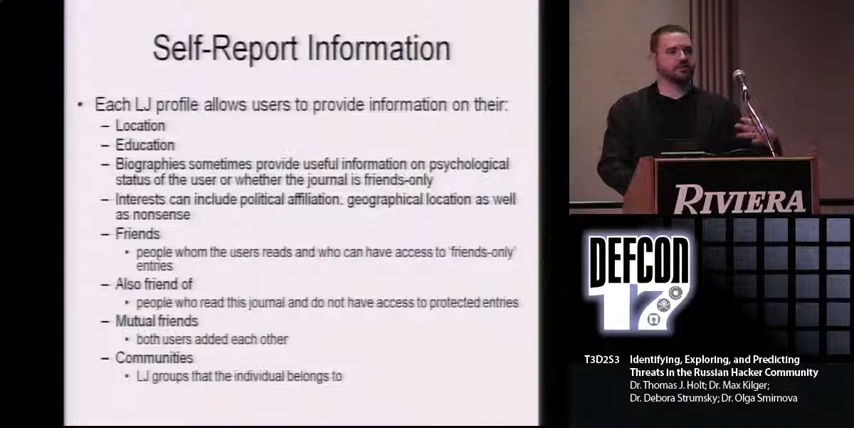 Self-Report Information
• Each LJ profile allows users to provide information on their:
– Location
– Education
– Biographies sometimes provide useful information on psychological
status of the user or whether the journal is friends-only
– Interests can include political affiliation, geographical location as well
as nonsense
– Friends
• people whom the users reads and who can have access to 'friends-only'
entries
– Also friend of
• people who read this journal and do not have access to protected entries
– Mutual friends
• both users added each other
– Communities
• LJ groups that the individual belongs to
RIVIERA
DEFCON
17
T3D2S3 Identifying, Exploring, and Predicting
Threats in the Russian Hacker Community
Dr. Thomas J. Holt; Dr. Max Kilger;
Dr. Debora Strumsky; Dr. Olga Smirnova